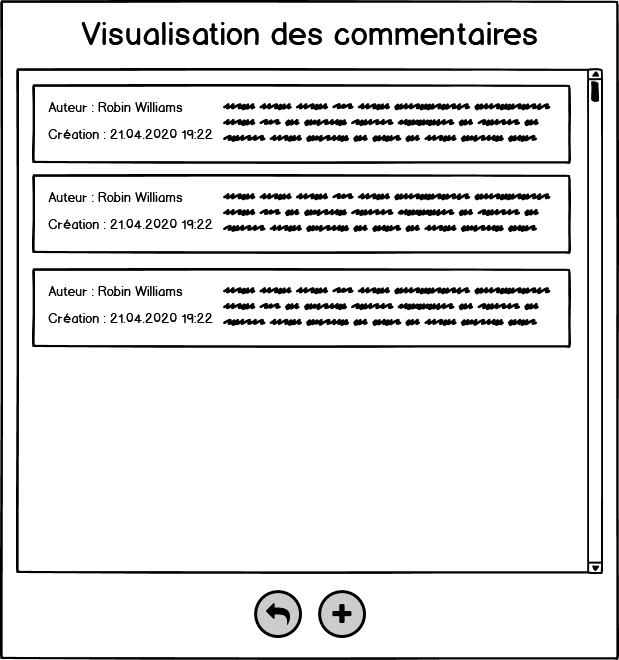 Visualisation des commentaires
Auteur : Robin Williams
Création : 21.04.2020 19:22
Auteur : Robin Williams
Création : 21.04.2020 19:22
Auteur : Robin Williams
Création : 21.04.2020 19:22